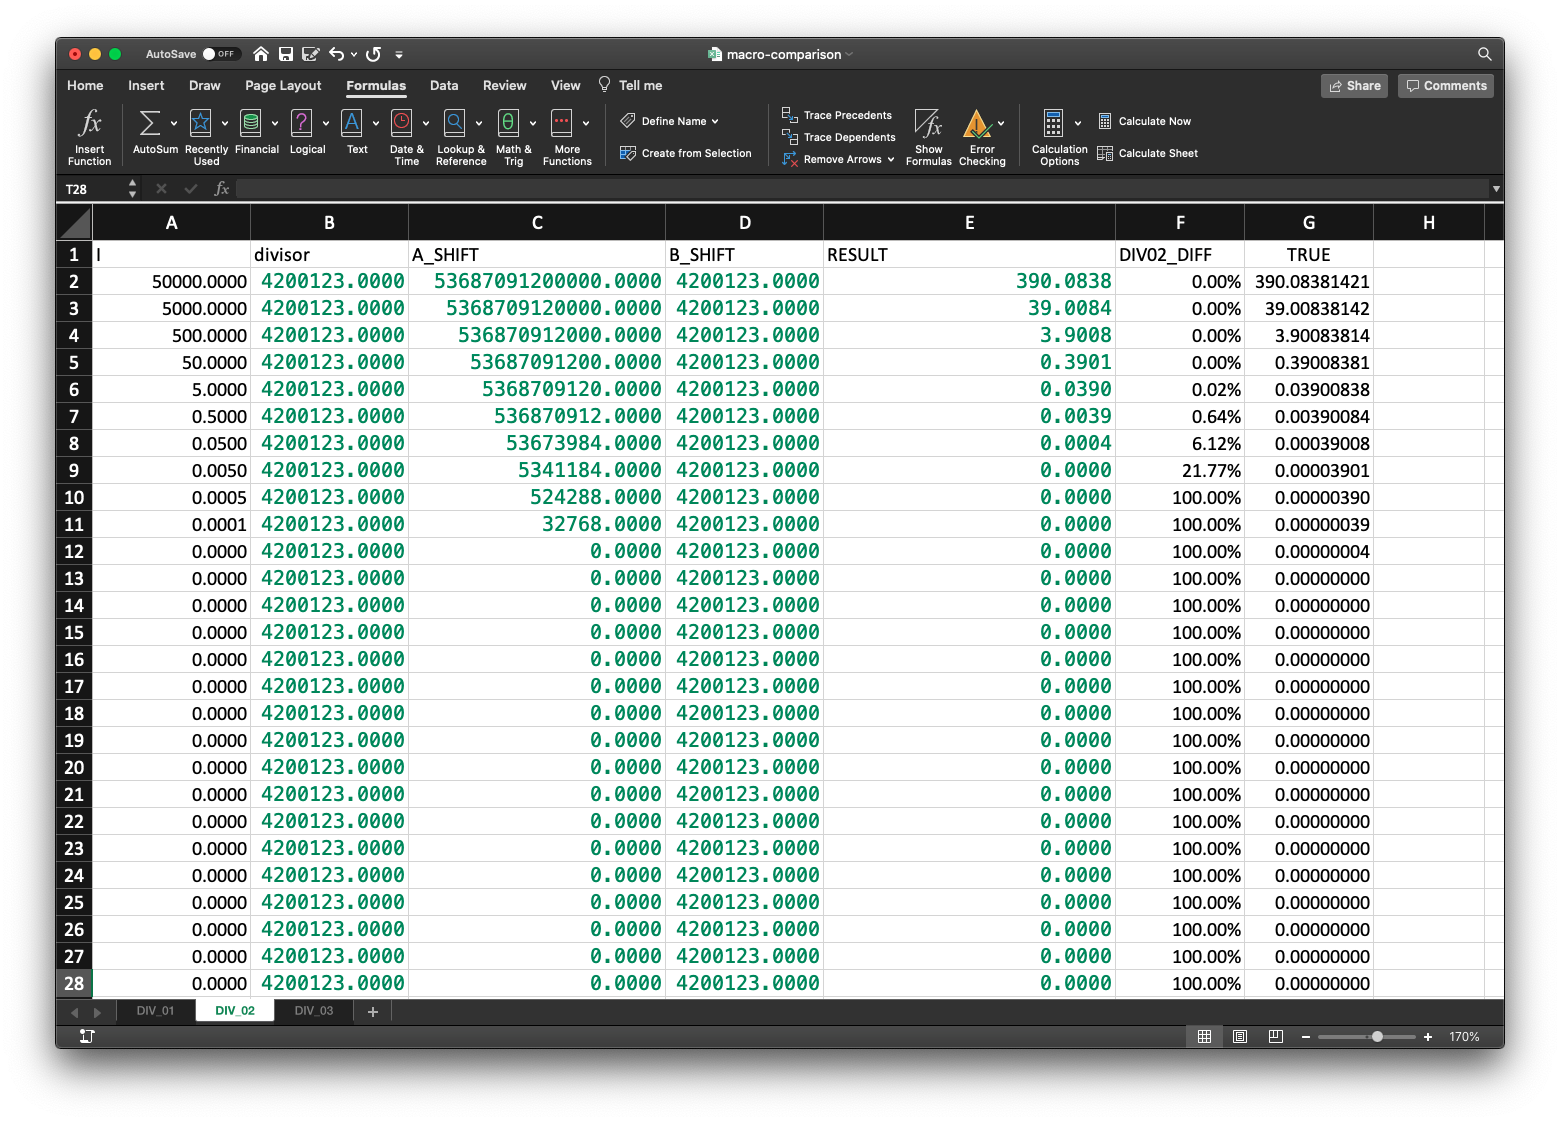 AutoSave OFF macro-comparison
Home Insert Draw Page Layout Formulas Data Review View Tell me Share Comments
Insert Function AutoSum Recently Used Financial Logical Text Date & Time Lookup & Reference Math & Trig More Functions Define Name Create from Selection Trace Precedents Trace Dependents Remove Arrows Show Formulas Error Checking Calculation Options Calculate Now Calculate Sheet
T28 fx
A B C D E F G H
1 I divisor A_SHIFT B_SHIFT RESULT DIV02_DIFF TRUE
2 50000.0000 4200123.0000 53687091200000.0000 4200123.0000 390.0838 0.00% 390.08381421
3 5000.0000 4200123.0000 5368709120000.0000 4200123.0000 39.0084 0.00% 39.00838142
4 500.0000 4200123.0000 536870912000.0000 4200123.0000 3.9008 0.00% 3.90083814
5 50.0000 4200123.0000 53687091200.0000 4200123.0000 0.3901 0.00% 0.39008381
6 5.0000 4200123.0000 5368709120.0000 4200123.0000 0.0390 0.02% 0.03900838
7 0.5000 4200123.0000 536870912.0000 4200123.0000 0.0039 0.64% 0.00390084
8 0.0500 4200123.0000 53673984.0000 4200123.0000 0.0004 6.12% 0.00039008
9 0.0050 4200123.0000 5341184.0000 4200123.0000 0.0000 21.77% 0.00003901
10 0.0005 4200123.0000 524288.0000 4200123.0000 0.0000 100.00% 0.00000390
11 0.0001 4200123.0000 32768.0000 4200123.0000 0.0000 100.00% 0.00000039
12 0.0000 4200123.0000 0.0000 4200123.0000 0.0000 100.00% 0.00000004
13 0.0000 4200123.0000 0.0000 4200123.0000 0.0000 100.00% 0.00000000
14 0.0000 4200123.0000 0.0000 4200123.0000 0.0000 100.00% 0.00000000
15 0.0000 4200123.0000 0.0000 4200123.0000 0.0000 100.00% 0.00000000
16 0.0000 4200123.0000 0.0000 4200123.0000 0.0000 100.00% 0.00000000
17 0.0000 4200123.0000 0.0000 4200123.0000 0.0000 100.00% 0.00000000
18 0.0000 4200123.0000 0.0000 4200123.0000 0.0000 100.00% 0.00000000
19 0.0000 4200123.0000 0.0000 4200123.0000 0.0000 100.00% 0.00000000
20 0.0000 4200123.0000 0.0000 4200123.0000 0.0000 100.00% 0.00000000
21 0.0000 4200123.0000 0.0000 4200123.0000 0.0000 100.00% 0.00000000
22 0.0000 4200123.0000 0.0000 4200123.0000 0.0000 100.00% 0.00000000
23 0.0000 4200123.0000 0.0000 4200123.0000 0.0000 100.00% 0.00000000
24 0.0000 4200123.0000 0.0000 4200123.0000 0.0000 100.00% 0.00000000
25 0.0000 4200123.0000 0.0000 4200123.0000 0.0000 100.00% 0.00000000
26 0.0000 4200123.0000 0.0000 4200123.0000 0.0000 100.00% 0.00000000
27 0.0000 4200123.0000 0.0000 4200123.0000 0.0000 100.00% 0.00000000
28 0.0000 4200123.0000 0.0000 4200123.0000 0.0000 100.00% 0.00000000
DIV_01 DIV_02 DIV_03 +
− + 170%